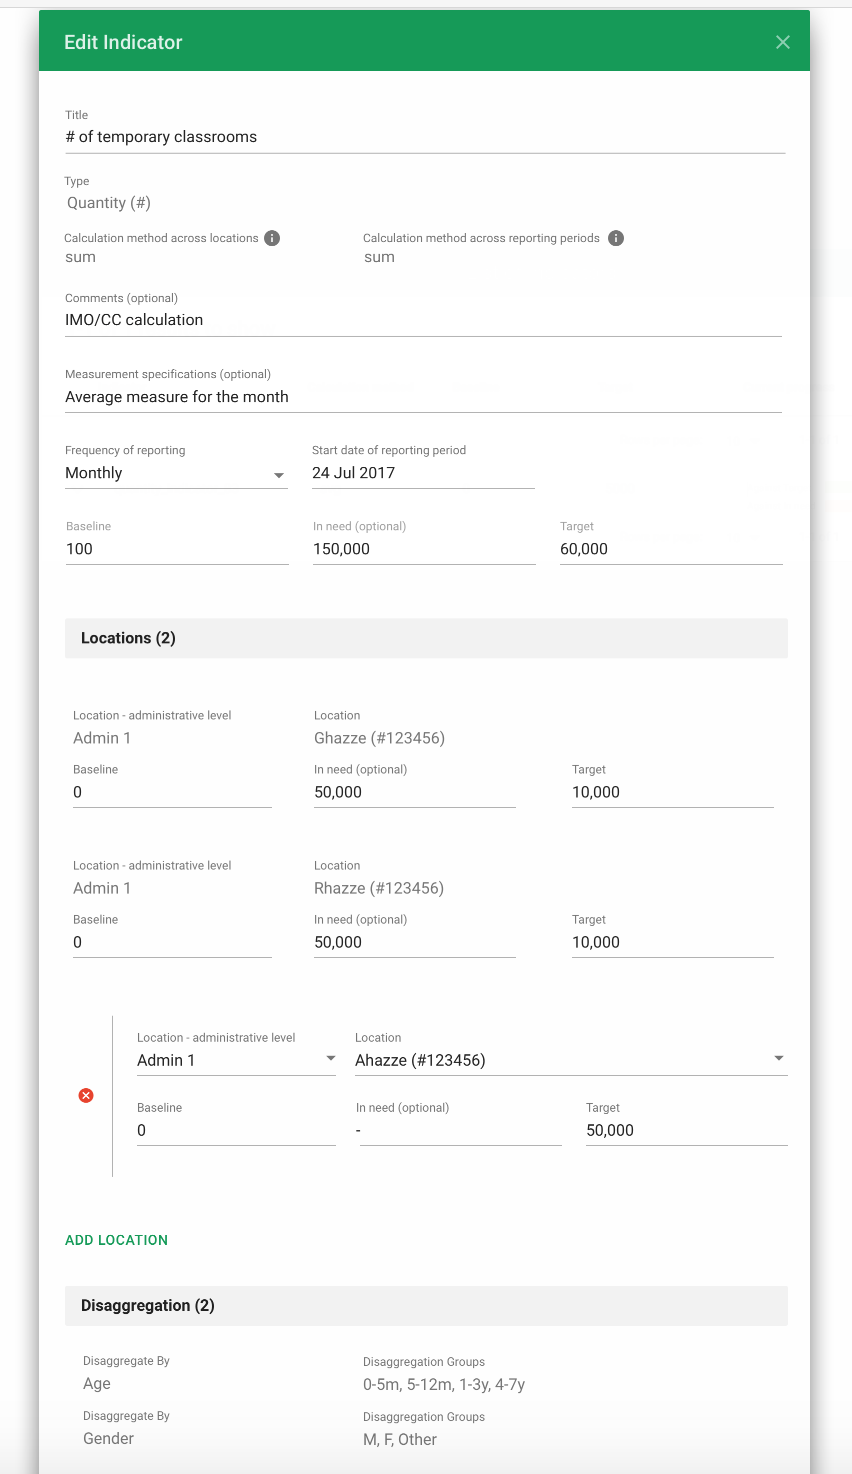 Edit Indicator
Title
# of temporary classrooms
Type
Quantity (#)
Calculation method across locations Calculation method across reporting periods
sum sum
Comments (optional)
IMO/CC calculation
Measurement specifications (optional)
Average measure for the month
Frequency of reporting Start date of reporting period
Monthly 24 Jul 2017
Baseline In need (optional) Target
100 150,000 60,000
Locations (2)
Location - administrative level Location
Admin 1 Ghazze (#123456)
Baseline In need (optional) Target
0 50,000 10,000
Location - administrative level Location
Admin 1 Rhazze (#123456)
Baseline In need (optional) Target
0 50,000 10,000
Location - administrative level Location
Admin 1 Ahazze (#123456)
Baseline In need (optional) Target
0 - 50,000
ADD LOCATION
Disaggregation (2)
Disaggregate By Disaggregation Groups
Age 0-5m, 5-12m, 1-3y, 4-7y
Disaggregate By Disaggregation Groups
Gender M, F, Other